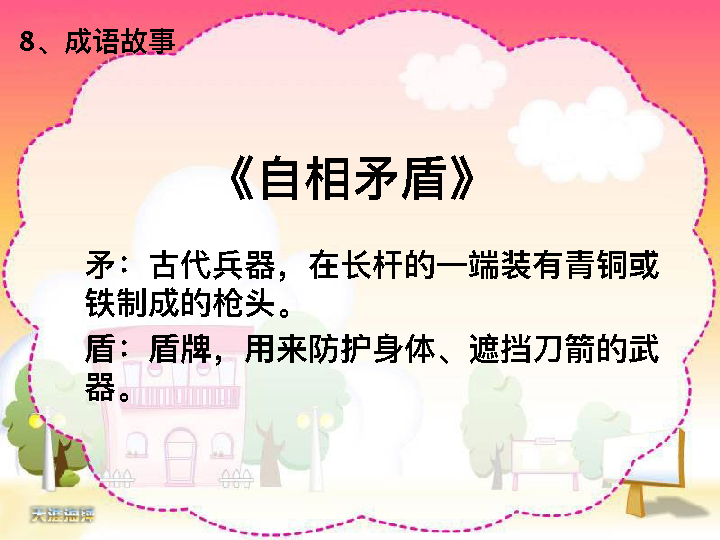 8、成语故事
《自相矛盾》
矛：古代兵器，在长杆的一端装有青铜或
铁制成的枪头。
盾：盾牌，用来防护身体、遮挡刀箭的武
器。
天涯海坪